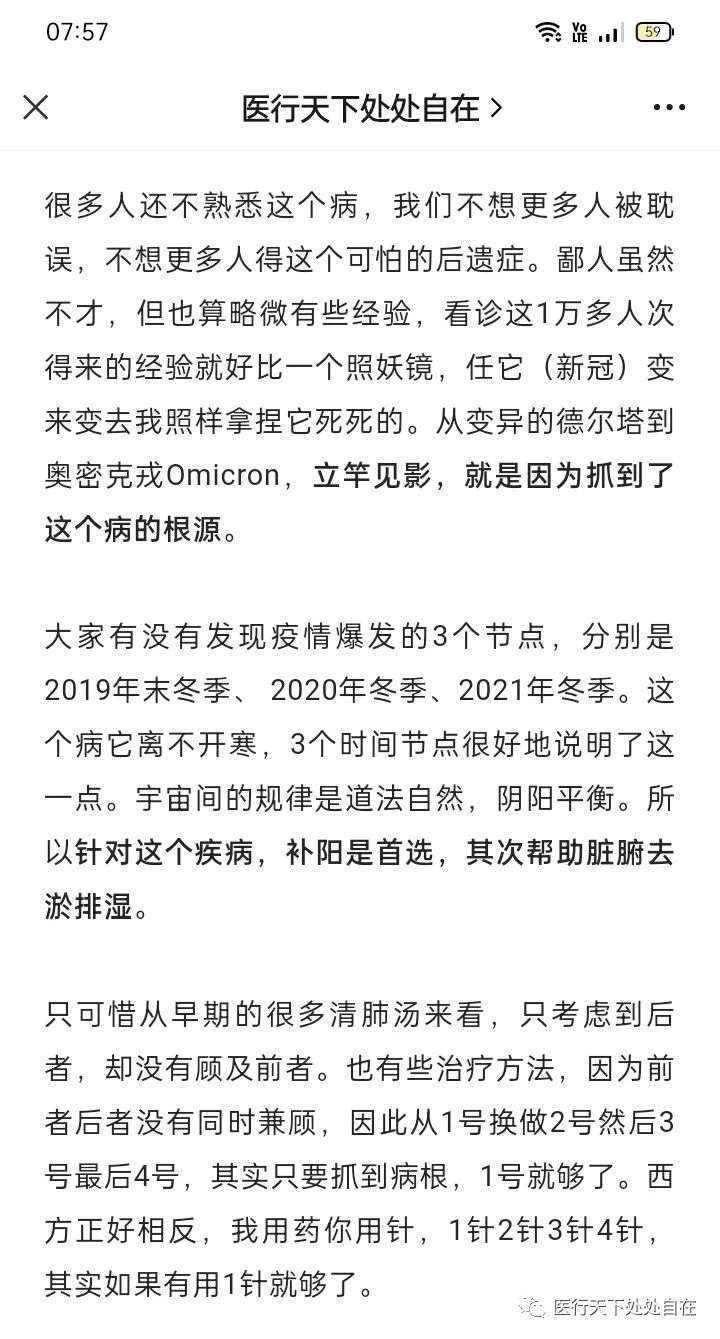 07:57
Vo LTE 59
医行天下处处自在
很多人还不熟悉这个病，我们不想更多人被耽
误，不想更多人得这个可怕的后遗症。鄙人虽然
不才，但也算略微有些经验，看诊这1万多人次
得来的经验就好比一个照妖镜，任它（新冠）变
来变去我照样拿捏它死死的。从变异的德尔塔到
奥密克戎Omicron，立竿见影，就是因为抓到了
这个病的根源。
大家有没有发现疫情爆发的3个节点，分别是
2019年末冬季、 2020年冬季、2021年冬季。这
个病它离不开寒，3个时间节点很好地说明了这
一点。宇宙间的规律是道法自然，阴阳平衡。所
以针对这个疾病，补阳是首选，其次帮助脏腑去
淤排湿。
只可惜从早期的很多清肺汤来看，只考虑到后
者，却没有顾及前者。也有些治疗方法，因为前
者后者没有同时兼顾，因此从1号换做2号然后3
号最后4号，其实只要抓到病根，1号就够了。西
方正好相反，我用药你用针，1针2针3针4针，
其实如果有用1针就够了。
医行天下处处自在